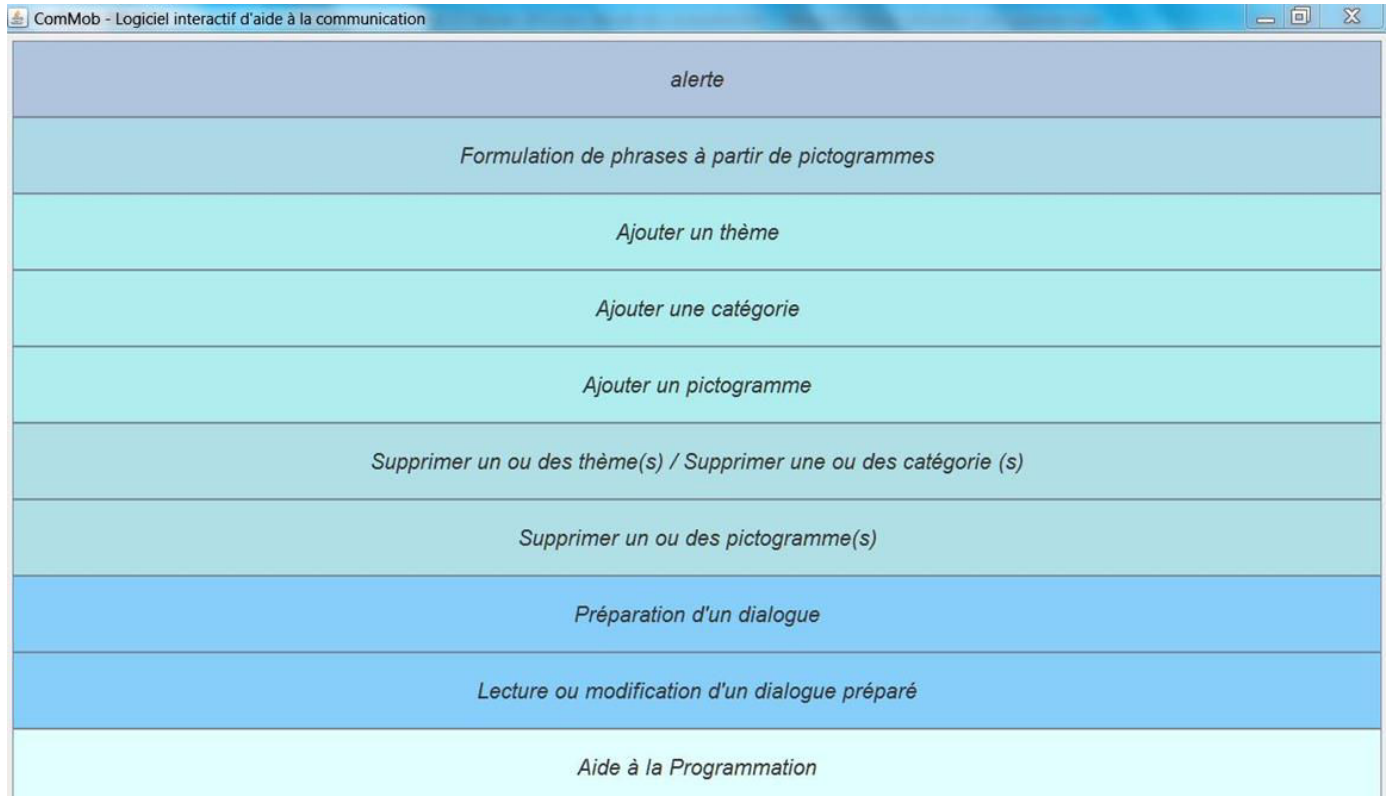 ComMob - Logiciel interactif d'aide à la communication
alerte
Formulation de phrases à partir de pictogrammes
Ajouter un thème
Ajouter une catégorie
Ajouter un pictogramme
Supprimer un ou des thème(s) / Supprimer une ou des catégorie (s)
Supprimer un ou des pictogramme(s)
Préparation d'un dialogue
Lecture ou modification d'un dialogue préparé
Aide à la Programmation